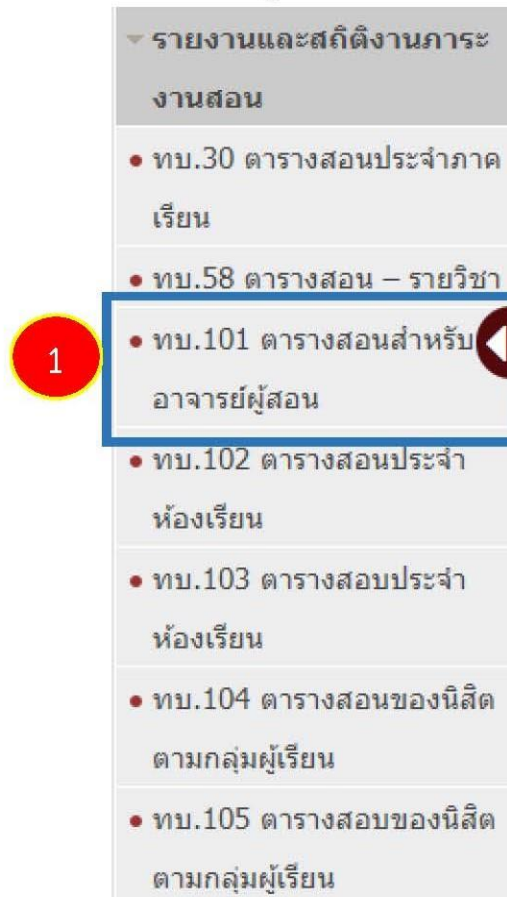 รายงานและสถิติงานภาระ
งานสอน
ทบ.30 ตารางสอนประจำภาค
เรียน
ทบ.58 ตารางสอน – รายวิชา
1
ทบ.101 ตารางสอนสำหรับ
อาจารย์ผู้สอน
ทบ.102 ตารางสอนประจำ
ห้องเรียน
ทบ.103 ตารางสอบประจำ
ห้องเรียน
ทบ.104 ตารางสอนของนิสิต
ตามกลุ่มผู้เรียน
ทบ.105 ตารางสอบของนิสิต
ตามกลุ่มผู้เรียน